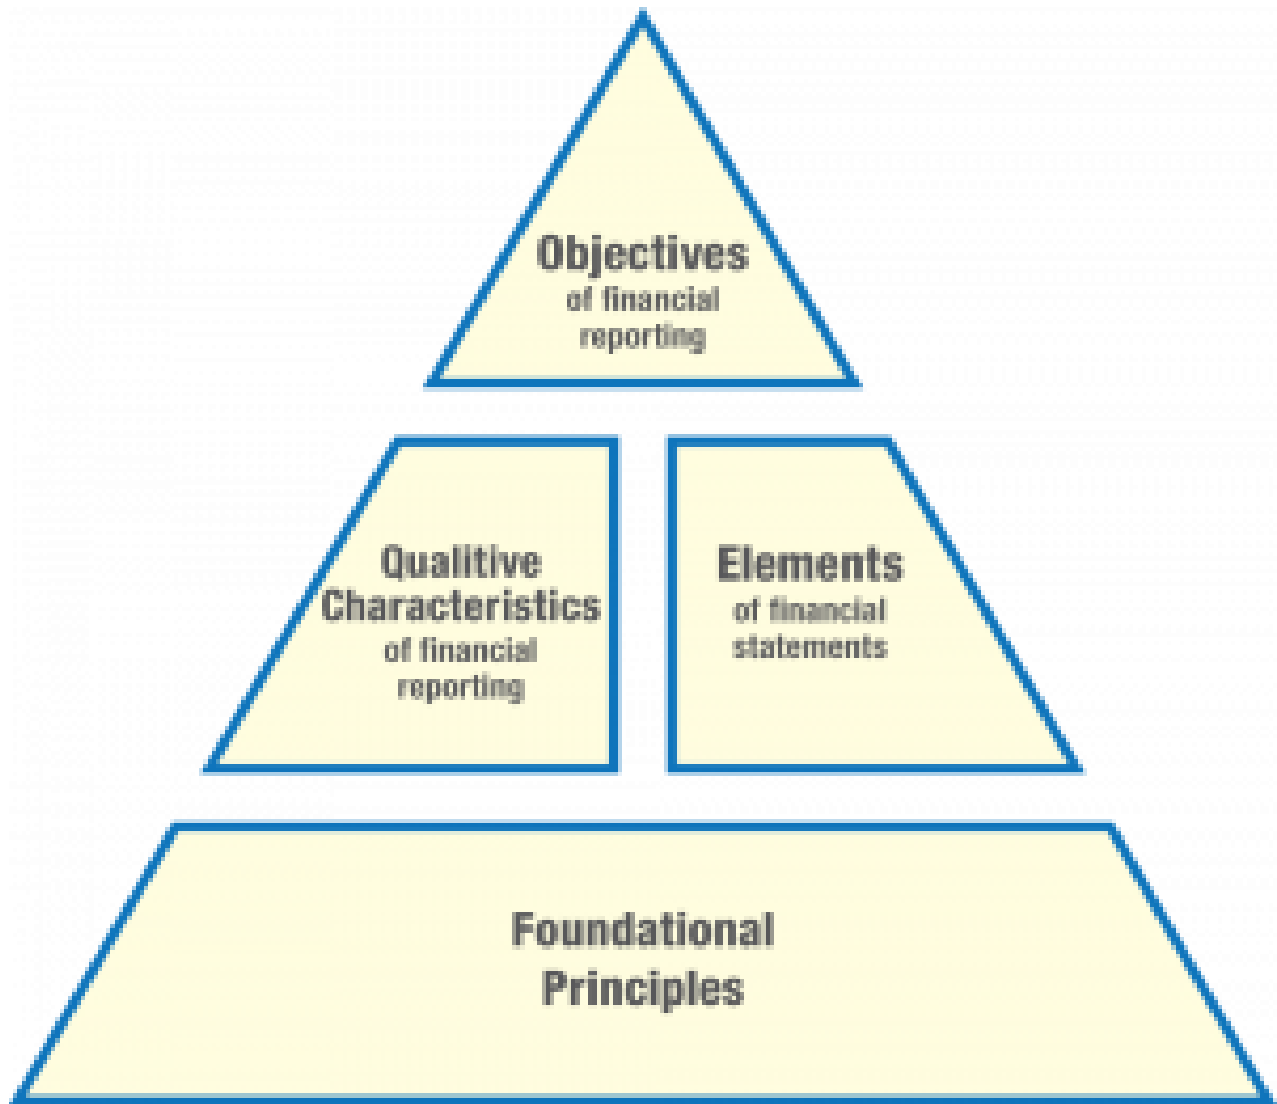 Objectives
of financial
reporting
Qualitive
Characteristics
of financial
reporting
Elements
of financial
statements
Foundational
Principles